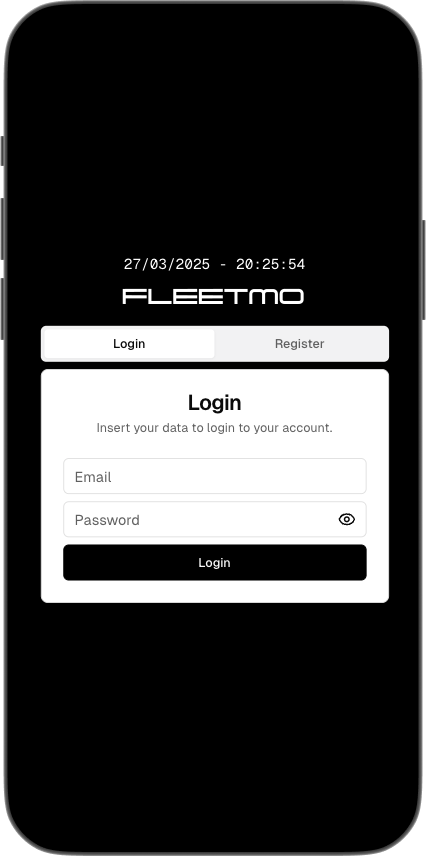 27/03/2025 - 20:25:54
FLEETMO
Login Register
Login
Insert your data to login to your account.
Email
Password
Login